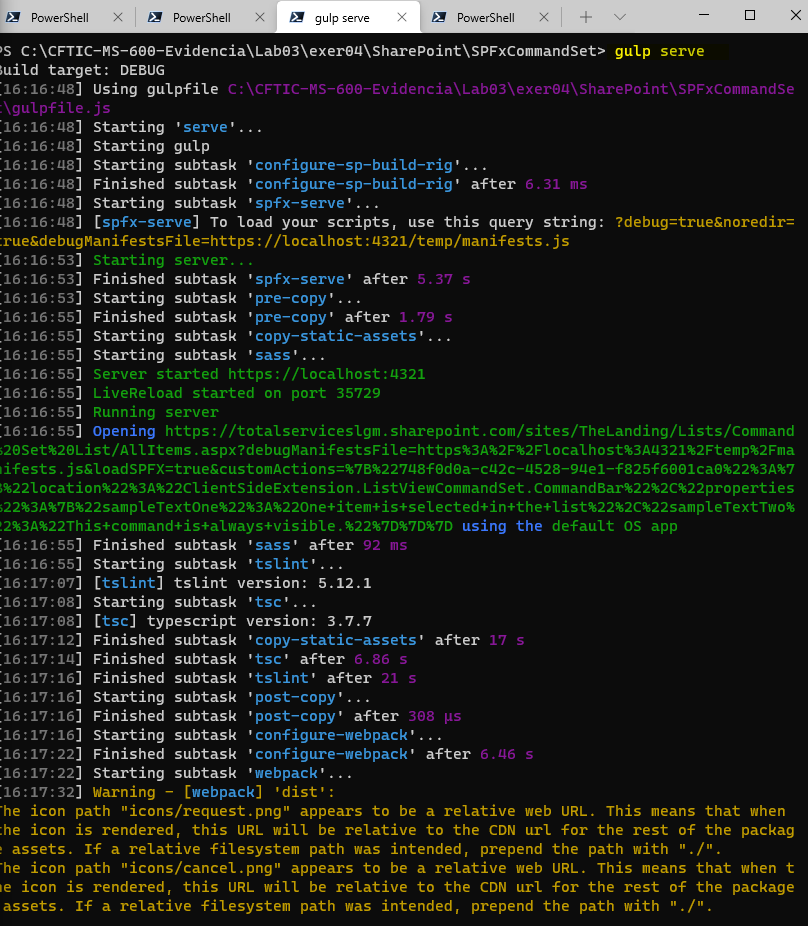 PowerShell
PowerShell
gulp serve
PowerShell
PS C:\CFTIC-MS-600-Evidencia\Lab03\exer04\SharePoint\SPFxCommandSet> gulp serve
Build target: DEBUG
[16:16:48] Using gulpfile C:\CFTIC-MS-600-Evidencia\Lab03\exer04\SharePoint\SPFxCommandSe
t\gulpfile.js
[16:16:48] Starting 'serve'...
[16:16:48] Starting gulp
[16:16:48] Starting subtask 'configure-sp-build-rig'...
[16:16:48] Finished subtask 'configure-sp-build-rig' after 6.31 ms
[16:16:48] Starting subtask 'spfx-serve'...
[16:16:48] [spfx-serve] To load your scripts, use this query string: ?debug=true&noredir=
true&debugManifestsFile=https://localhost:4321/temp/manifests.js
[16:16:53] Starting server...
[16:16:53] Finished subtask 'spfx-serve' after 5.37 s
[16:16:53] Starting subtask 'pre-copy'...
[16:16:55] Finished subtask 'pre-copy' after 1.79 s
[16:16:55] Starting subtask 'copy-static-assets'...
[16:16:55] Starting subtask 'sass'...
[16:16:55] Server started https://localhost:4321
[16:16:55] LiveReload started on port 35729
[16:16:55] Running server
[16:16:55] Opening https://totalserviceslgm.sharepoint.com/sites/TheLanding/Lists/Command
%20Set%20List/AllItems.aspx?debugManifestsFile=https%3A%2F%2Flocalhost%3A4321%2Ftemp%2Fma
nifests.js&loadSPFX=true&customActions=%7B%22748f0d0a-c42c-4528-94e1-f825f6001ca0%22%3A%7
B%22location%22%3A%22ClientSideExtension.ListViewCommandSet.CommandBar%22%2C%22properties
%22%3A%7B%22sampleTextOne%22%3A%22One+item+is+selected+in+the+list%22%2C%22sampleTextTwo%
22%3A%22This+command+is+always+visible.%22%7D%7D%7D using the default OS app
[16:16:55] Finished subtask 'sass' after 92 ms
[16:16:55] Starting subtask 'tslint'...
[16:17:07] [tslint] tslint version: 5.12.1
[16:17:08] Starting subtask 'tsc'...
[16:17:08] [tsc] typescript version: 3.7.7
[16:17:12] Finished subtask 'copy-static-assets' after 17 s
[16:17:14] Finished subtask 'tsc' after 6.86 s
[16:17:16] Finished subtask 'tslint' after 21 s
[16:17:16] Starting subtask 'post-copy'...
[16:17:16] Finished subtask 'post-copy' after 308 μs
[16:17:16] Starting subtask 'configure-webpack'...
[16:17:22] Finished subtask 'configure-webpack' after 6.46 s
[16:17:22] Starting subtask 'webpack'...
[16:17:32] Warning - [webpack] 'dist':
The icon path "icons/request.png" appears to be a relative web URL. This means that when
the icon is rendered, this URL will be relative to the CDN url for the rest of the packag
e assets. If a relative filesystem path was intended, prepend the path with "./".
The icon path "icons/cancel.png" appears to be a relative web URL. This means that when t
he icon is rendered, this URL will be relative to the CDN url for the rest of the package
assets. If a relative filesystem path was intended, prepend the path with "./".